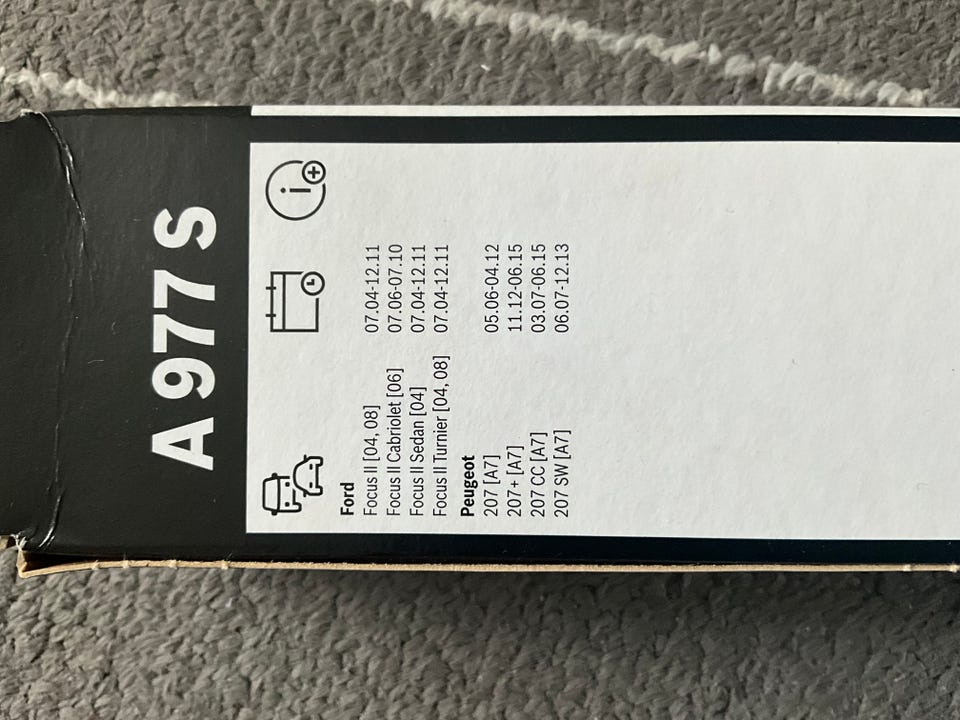 A 977 S
Ford
Focus II [04, 08] 07.04-12.11
Focus II Cabriolet [06] 07.06-07.10
Focus II Sedan [04] 07.04-12.11
Focus II Turnier [04, 08] 07.04-12.11
Peugeot
207 [A7] 05.06-04.12
207+ [A7] 11.12-06.15
207 CC [A7] 03.07-06.15
207 SW [A7] 06.07-12.13